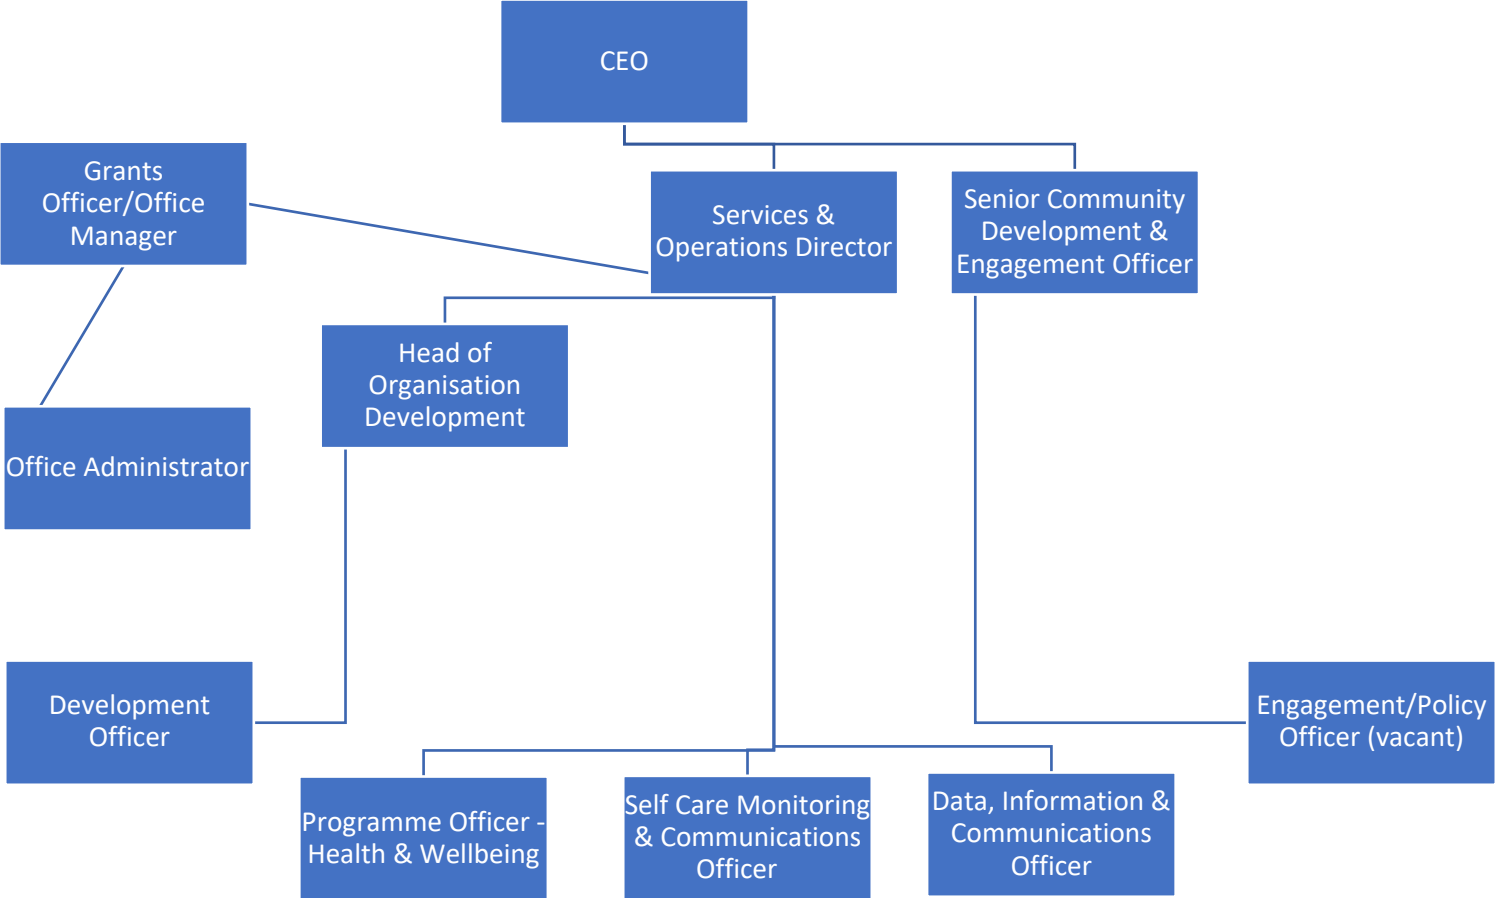 CEO
Grants
Officer/Office
Manager
Services &
Operations Director
Senior Community
Development &
Engagement Officer
Head of
Organisation
Development
Office Administrator
Development
Officer
Engagement/Policy
Officer (vacant)
Programme Officer -
Health & Wellbeing
Self Care Monitoring
& Communications
Officer
Data, Information &
Communications
Officer